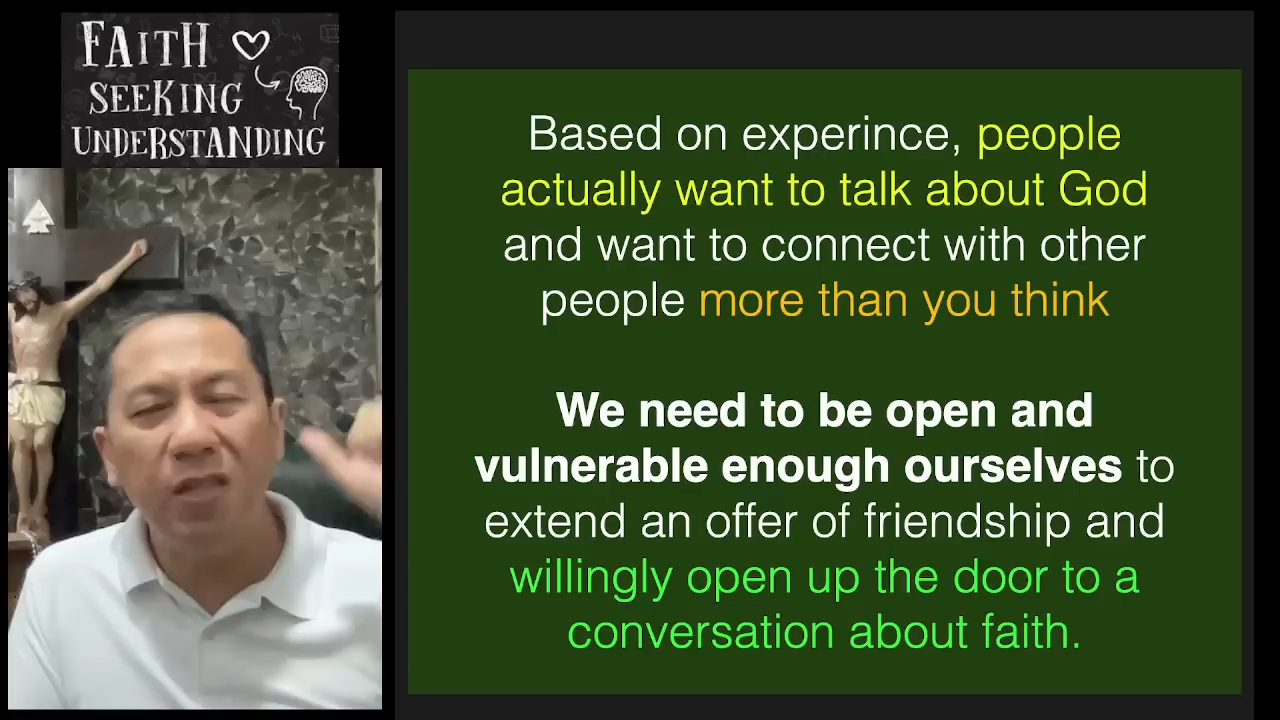 FAITH
SEEKING
UNDERSTANDING
Based on experince, people
actually want to talk about God
and want to connect with other
people more than you think
We need to be open and
vulnerable enough ourselves to
extend an offer of friendship and
willingly open up the door to a
conversation about faith.